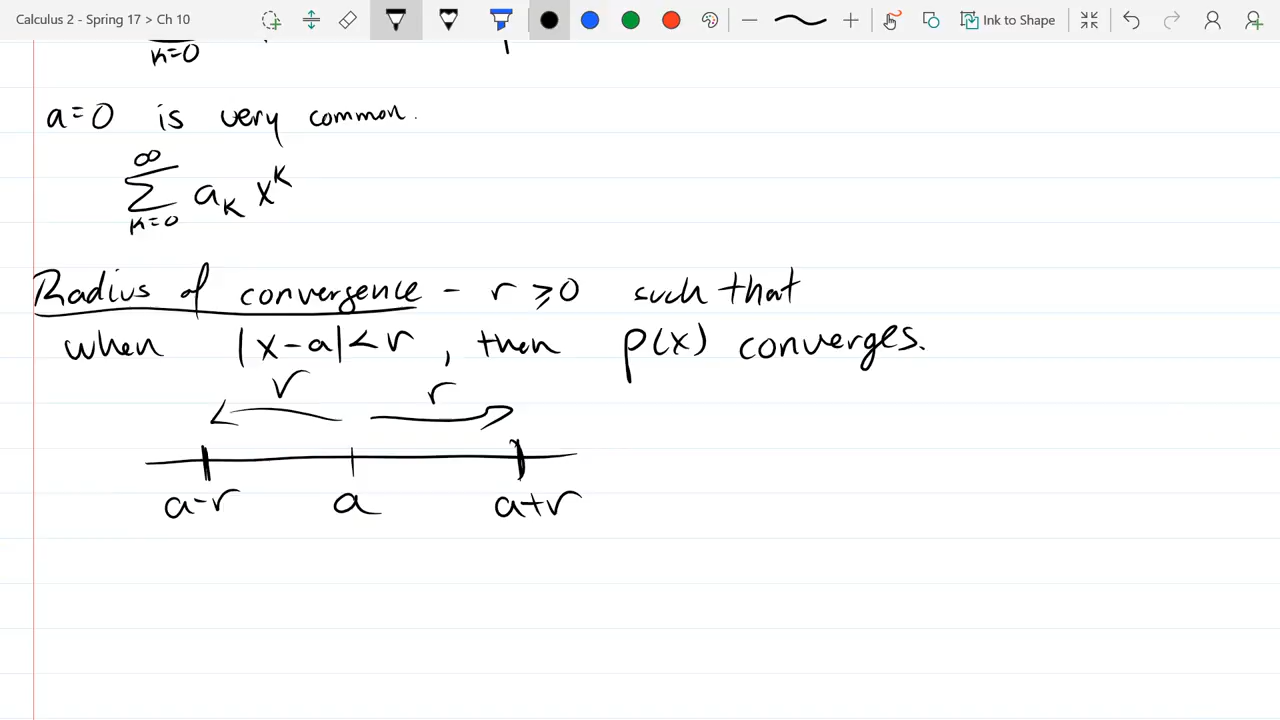 Calculus 2 - Spring 17 > Ch 10
Ink to Shape
K=0
a=0 is very common.
∞
∑ a_K x^K
K=0
Radius of convergence - r ≥ 0 such that
when |x-a| < r, then p(x) converges.
r r
a-r a a+r